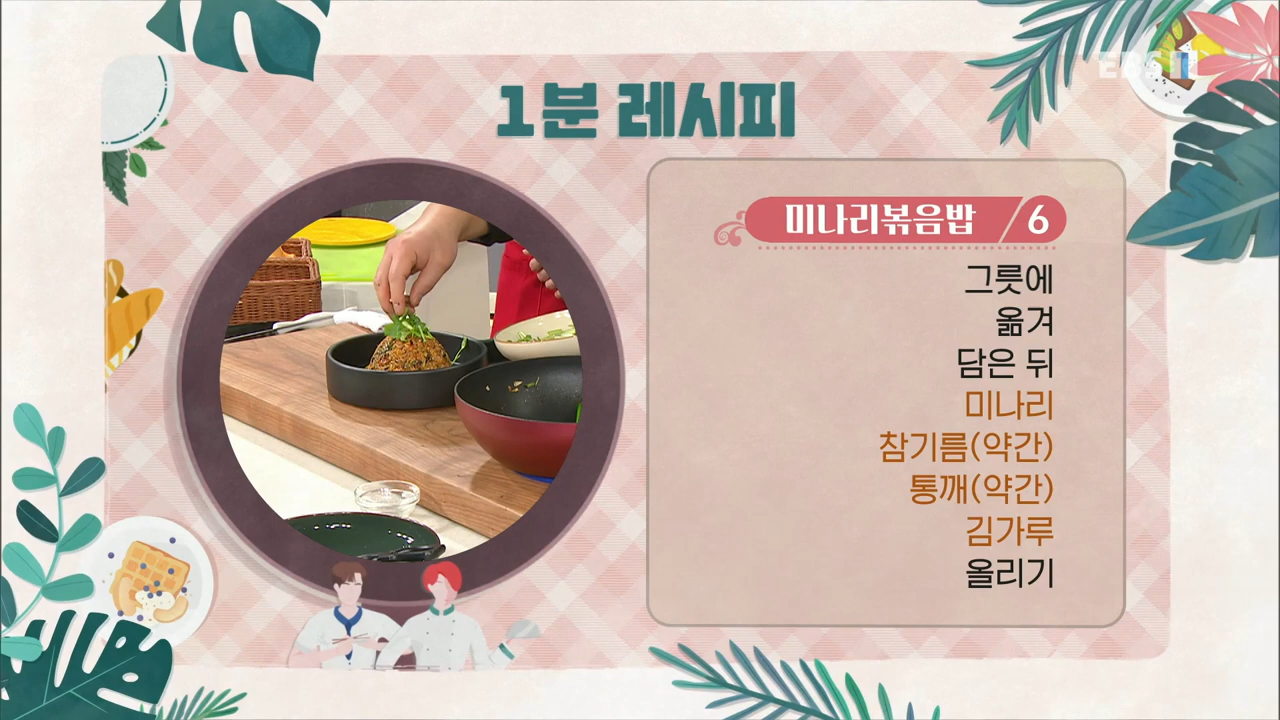 EBS 1
1분 레시피
미나리볶음밥 / 6
그릇에
옮겨
담은 뒤
미나리
참기름(약간)
통깨(약간)
김가루
올리기